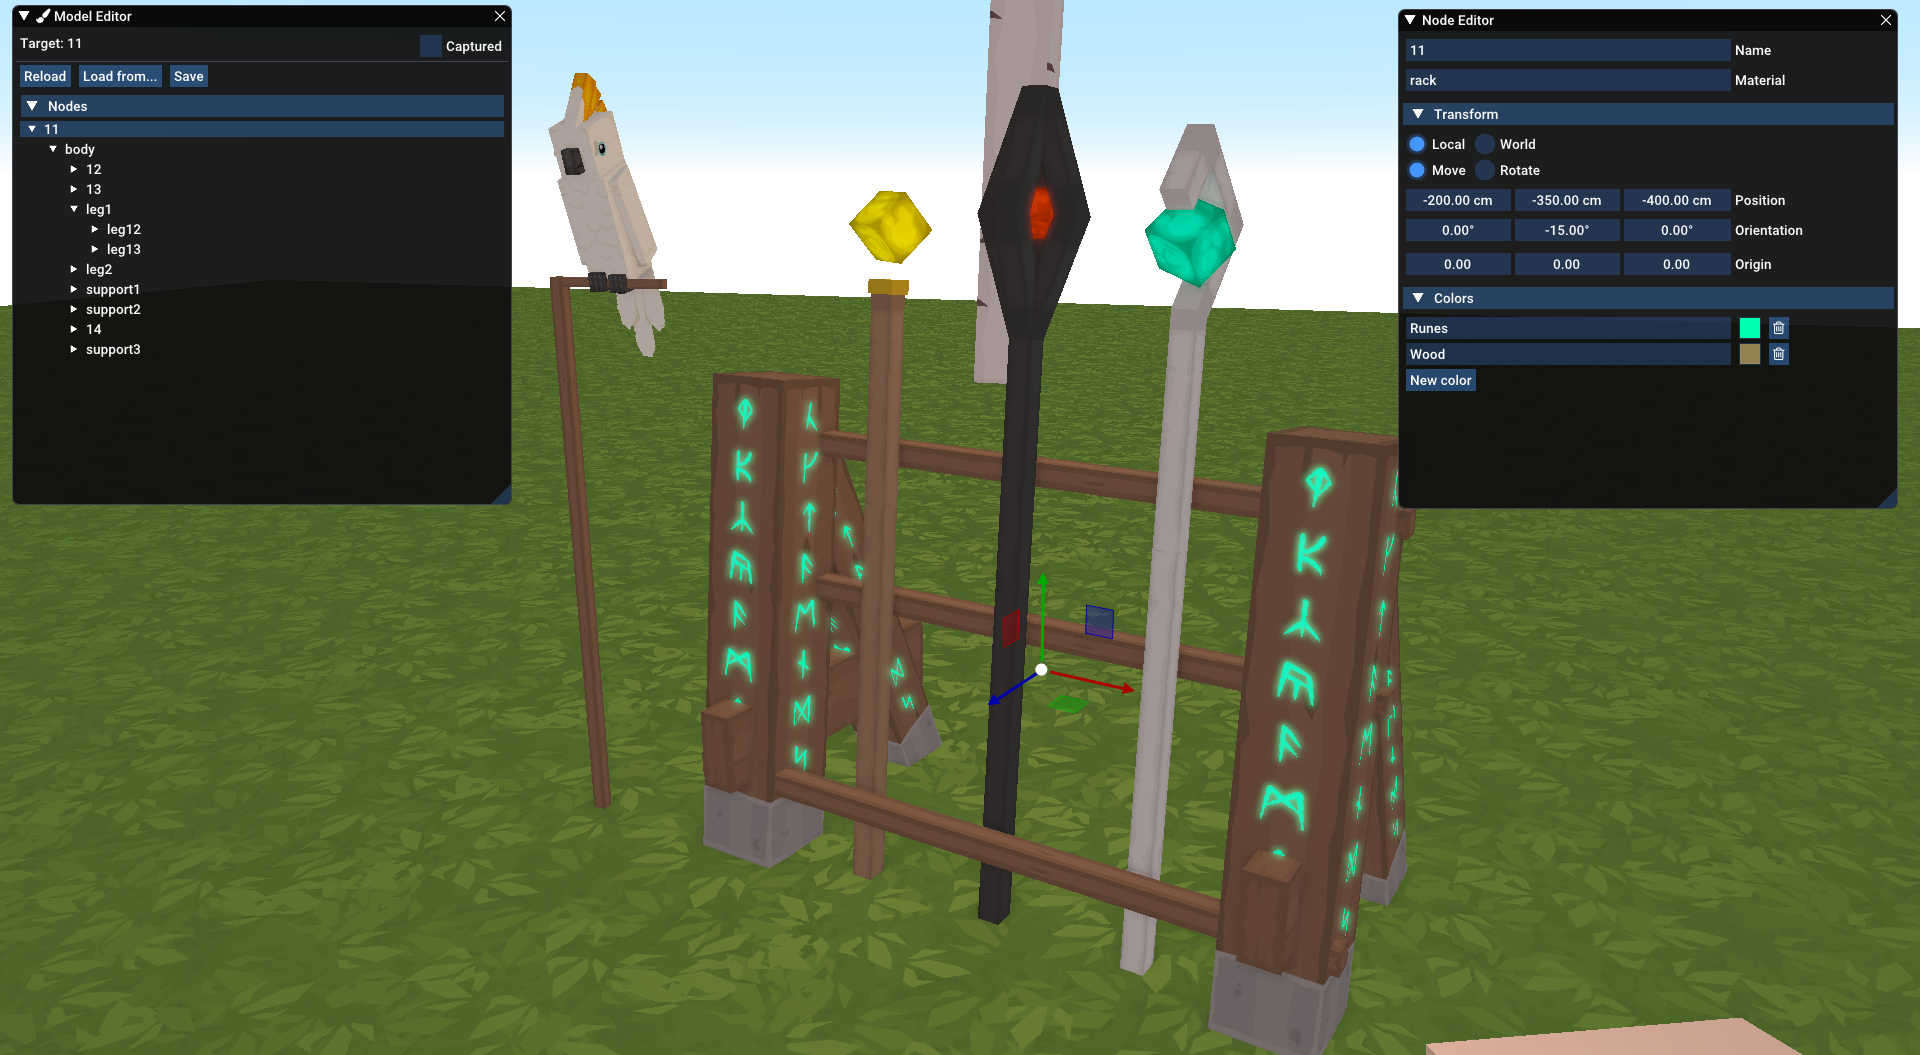 Model Editor
Target: 11
Captured
Reload
Load from...
Save
Nodes
11
body
12
13
leg1
leg12
leg13
leg2
support1
support2
14
support3
Node Editor
11 Name
rack Material
Transform
Local World
Move Rotate
-200.00 cm -350.00 cm -400.00 cm Position
0.00° -15.00° 0.00° Orientation
0.00 0.00 0.00 Origin
Colors
Runes
Wood
New color